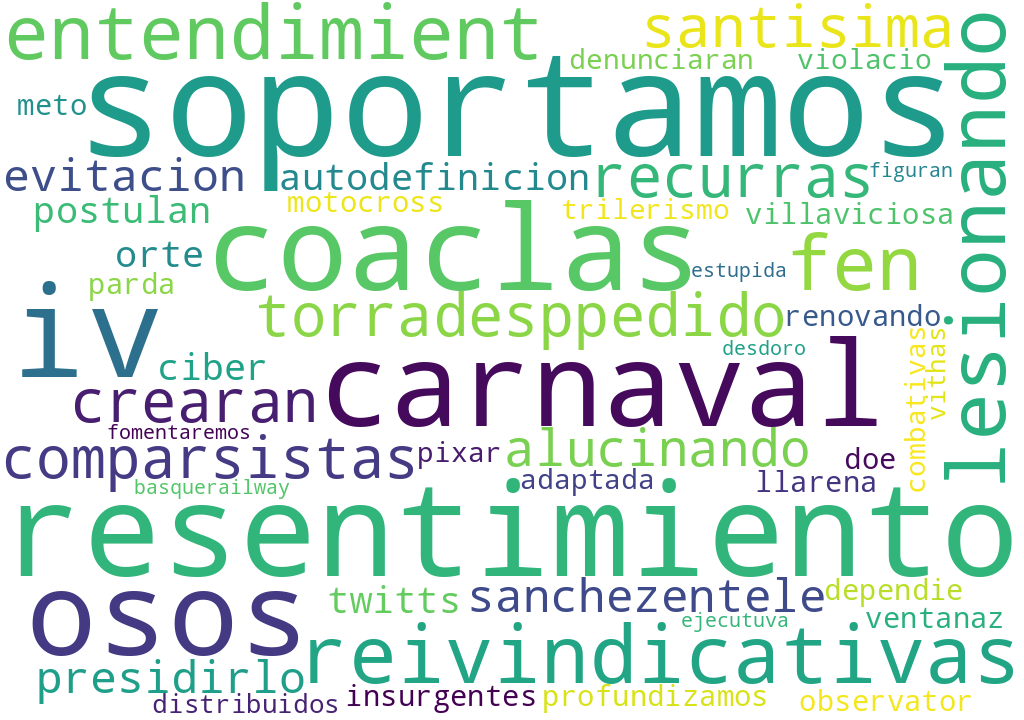 entendimient
santisima
denunciaran
violacio
soportamos
meto
lesionando
evitacion
autodefinicion
recurras
figuran
postulan
motocross
trilerismo
villaviciosa
coaclas
orte
fen
estupida
parda
torradesppedido
renovando
iv
ciber
desdoro
carnaval
combativas
vithas
crearan
fomentaremos
comparsistas
pixar
alucinando
doe
adaptada
llarena
basquerailway
resentimiento
osos
twitts
sanchezentele
dependie
ejecutuva
ventanaz
reivindicativas
presidirlo
distribuidos
insurgentes
profundizamos
observator